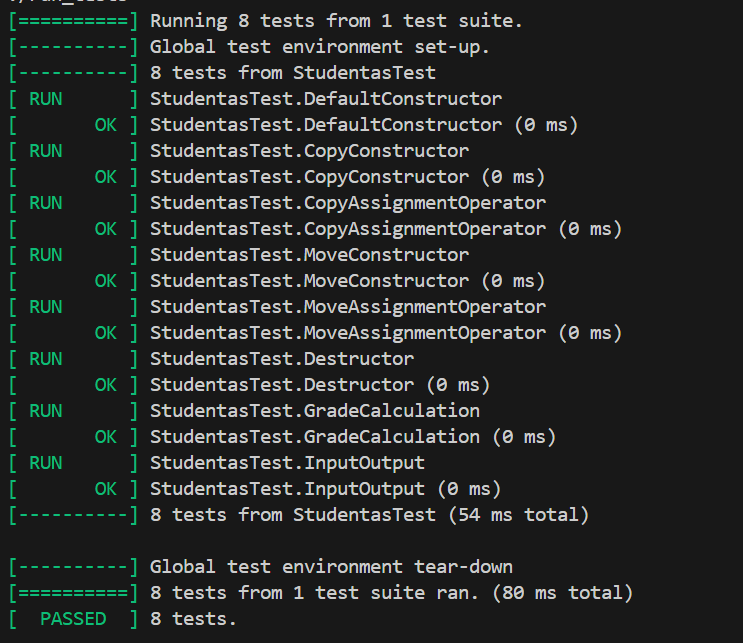 [==========] Running 8 tests from 1 test suite.
[----------] Global test environment set-up.
[----------] 8 tests from StudentasTest
[ RUN      ] StudentasTest.DefaultConstructor
[       OK ] StudentasTest.DefaultConstructor (0 ms)
[ RUN      ] StudentasTest.CopyConstructor
[       OK ] StudentasTest.CopyConstructor (0 ms)
[ RUN      ] StudentasTest.CopyAssignmentOperator
[       OK ] StudentasTest.CopyAssignmentOperator (0 ms)
[ RUN      ] StudentasTest.MoveConstructor
[       OK ] StudentasTest.MoveConstructor (0 ms)
[ RUN      ] StudentasTest.MoveAssignmentOperator
[       OK ] StudentasTest.MoveAssignmentOperator (0 ms)
[ RUN      ] StudentasTest.Destructor
[       OK ] StudentasTest.Destructor (0 ms)
[ RUN      ] StudentasTest.GradeCalculation
[       OK ] StudentasTest.GradeCalculation (0 ms)
[ RUN      ] StudentasTest.InputOutput
[       OK ] StudentasTest.InputOutput (0 ms)
[----------] 8 tests from StudentasTest (54 ms total)

[----------] Global test environment tear-down
[==========] 8 tests from 1 test suite ran. (80 ms total)
[  PASSED  ] 8 tests.